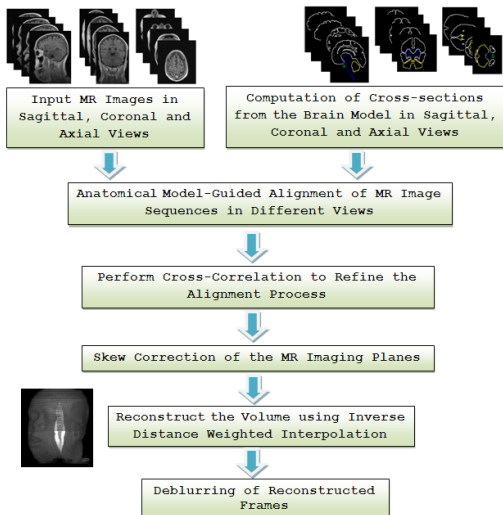 Input MR Images in
Sagittal, Coronal and
Axial Views
Computation of Cross-sections
from the Brain Model in Sagittal,
Coronal and Axial Views
Anatomical Model-Guided Alignment of MR Image
Sequences in Different Views
Perform Cross-Correlation to Refine the
Alignment Process
Skew Correction of the MR Imaging Planes
Reconstruct the Volume using Inverse
Distance Weighted Interpolation
Deblurring of Reconstructed
Frames